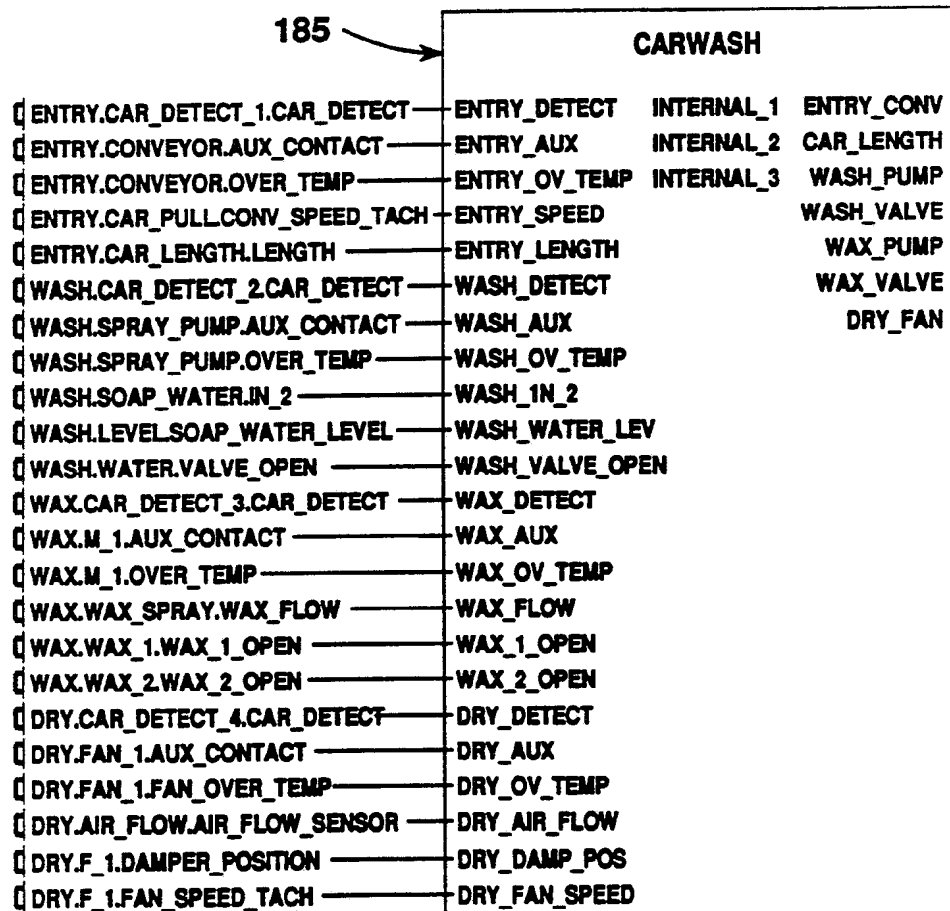 185
CARWASH
ENTRY.CAR_DETECT_1.CAR_DETECT ENTRY_DETECT INTERNAL_1 ENTRY_CONV
ENTRY.CONVEYOR.AUX_CONTACT ENTRY_AUX INTERNAL_2 CAR_LENGTH
ENTRY.CONVEYOR.OVER_TEMP ENTRY_OV_TEMP INTERNAL_3 WASH_PUMP
ENTRY.CAR_PULL.CONV_SPEED_TACH ENTRY_SPEED WASH_VALVE
ENTRY.CAR_LENGTH.LENGTH ENTRY_LENGTH WAX_PUMP
WASH.CAR_DETECT_2.CAR_DETECT WASH_DETECT WAX_VALVE
WASH.SPRAY_PUMP.AUX_CONTACT WASH_AUX DRY_FAN
WASH.SPRAY_PUMP.OVER_TEMP WASH_OV_TEMP
WASH.SOAP_WATER.IN_2 WASH_1N_2
WASH.LEVEL.SOAP_WATER_LEVEL WASH_WATER_LEV
WASH.WATER.VALVE_OPEN WASH_VALVE_OPEN
WAX.CAR_DETECT_3.CAR_DETECT WAX_DETECT
WAX.M_1.AUX_CONTACT WAX_AUX
WAX.M_1.OVER_TEMP WAX_OV_TEMP
WAX.WAX_SPRAY.WAX_FLOW WAX_FLOW
WAX.WAX_1.WAX_1_OPEN WAX_1_OPEN
WAX.WAX_2.WAX_2_OPEN WAX_2_OPEN
DRY.CAR_DETECT_4.CAR_DETECT DRY_DETECT
DRY.FAN_1.AUX_CONTACT DRY_AUX
DRY.FAN_1.FAN_OVER_TEMP DRY_OV_TEMP
DRY.AIR_FLOW.AIR_FLOW_SENSOR DRY_AIR_FLOW
DRY.F_1.DAMPER_POSITION DRY_DAMP_POS
DRY.F_1.FAN_SPEED_TACH DRY_FAN_SPEED